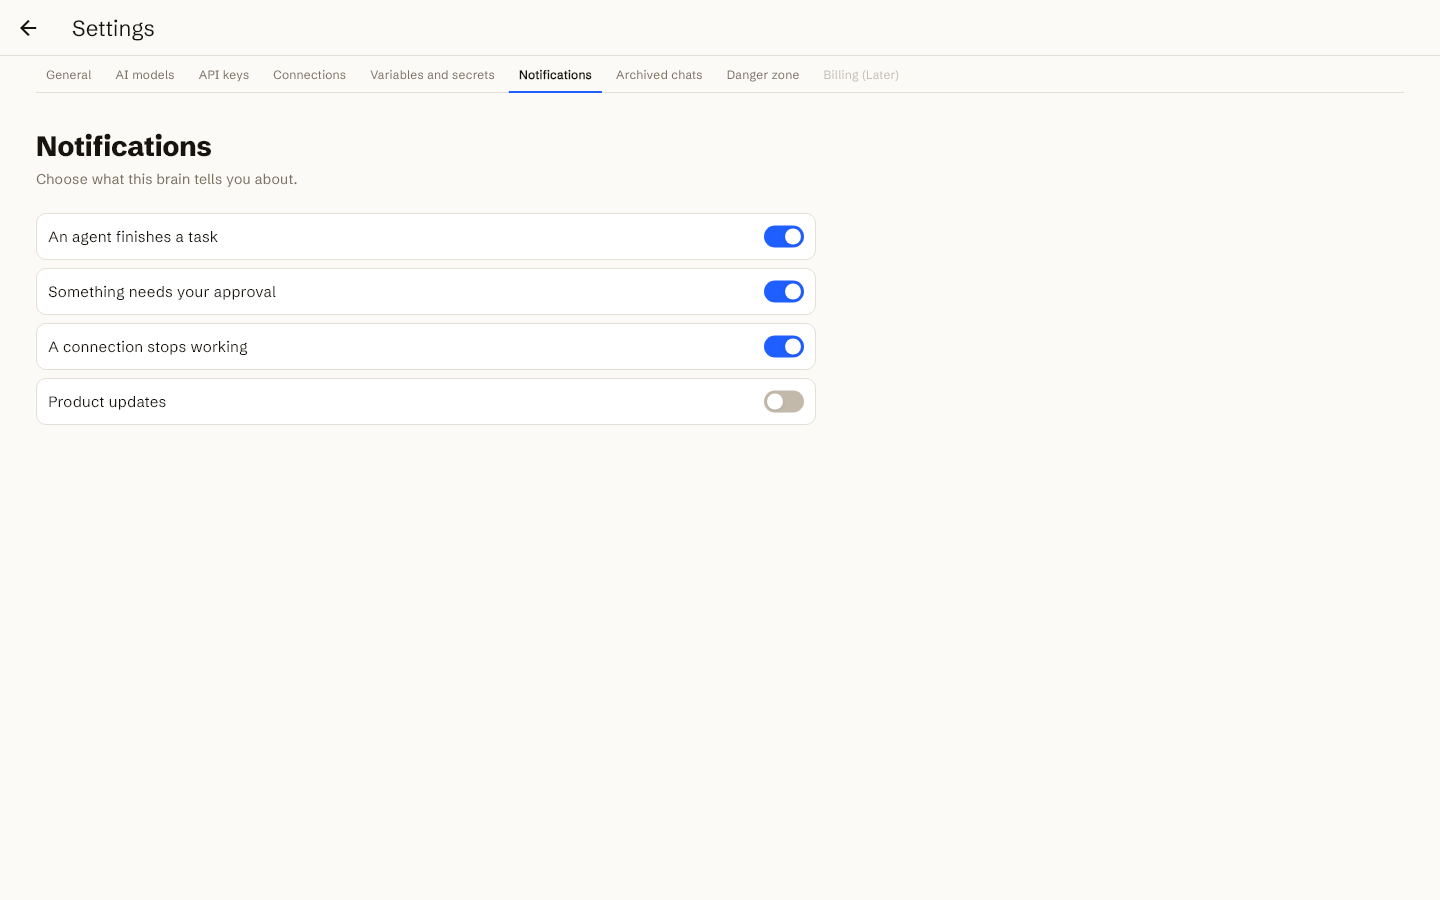 Settings
General
AI models
API keys
Connections
Variables and secrets
Notifications
Archived chats
Danger zone
Billing (Later)
Notifications
Choose what this brain tells you about.
An agent finishes a task
Something needs your approval
A connection stops working
Product updates